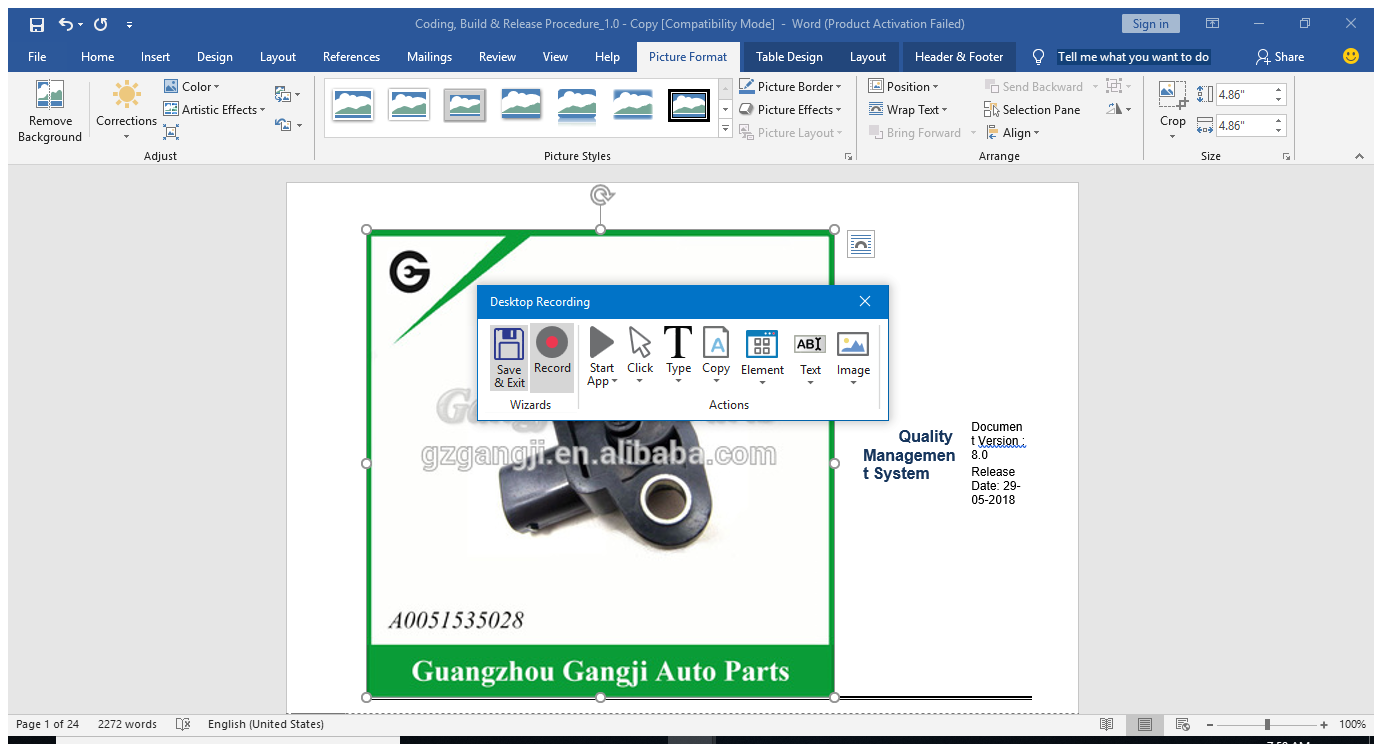 Coding, Build & Release Procedure_1.0 - Copy [Compatibility Mode] - Word (Product Activation Failed)
Sign in
File Home Insert Design Layout References Mailings Review View Help Picture Format Table Design Layout Header & Footer Tell me what you want to do Share
Remove Background
Corrections
Color
Artistic Effects
Adjust
Picture Styles
Picture Border
Picture Effects
Picture Layout
Position
Wrap Text
Bring Forward
Send Backward
Selection Pane
Align
Arrange
Crop
4.86"
4.86"
Size
Desktop Recording
Save & Exit
Record
Wizards
Start App
Click
Type
Copy
Element
Text
Image
ABI
A
Actions
gzgangji.en.alibaba.com
A0051535028
Guangzhou Gangji Auto Parts
Quality
Managemen
t System
Documen
t Version :
8.0
Release
Date: 29-
05-2018
Page 1 of 24 2272 words English (United States) 100%